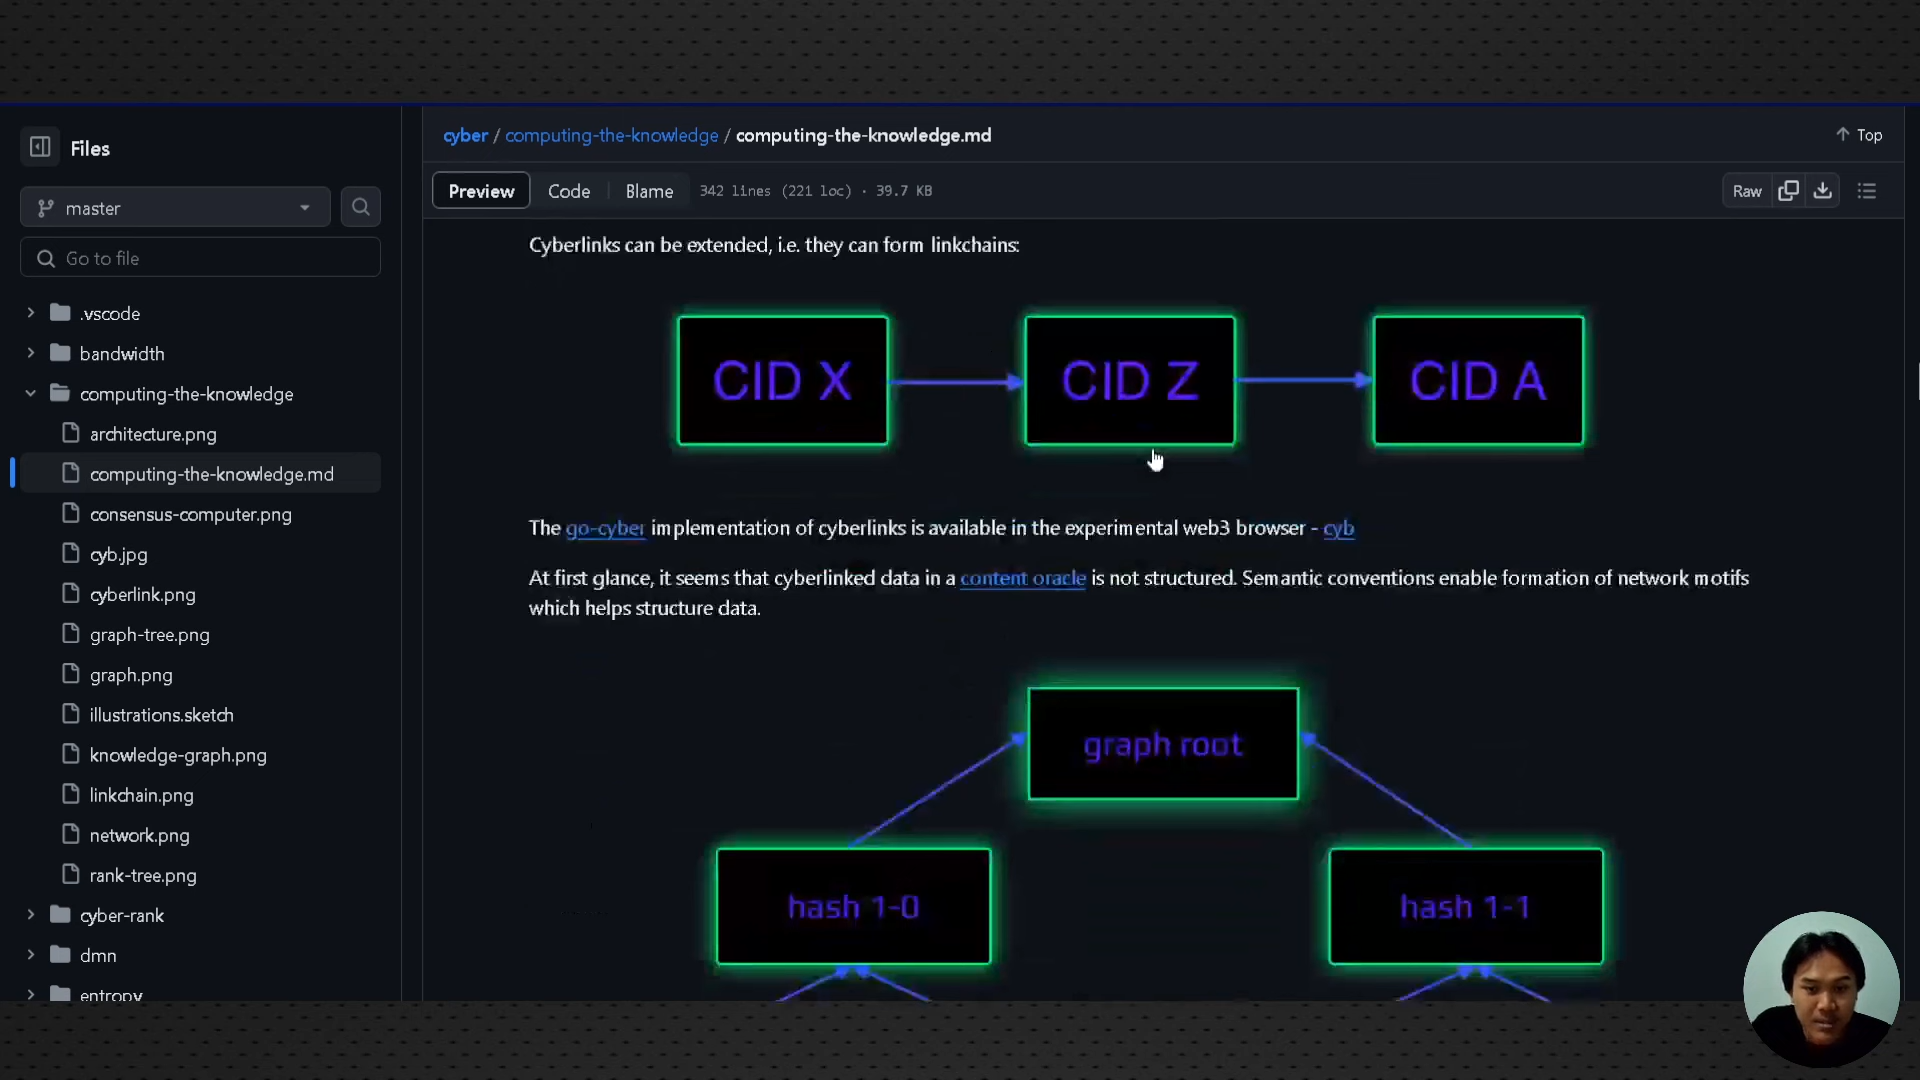 Files
master
Go to file
.vscode
bandwidth
computing-the-knowledge
architecture.png
computing-the-knowledge.md
consensus-computer.png
cyb.jpg
cyberlink.png
graph-tree.png
graph.png
illustrations.sketch
knowledge-graph.png
linkchain.png
network.png
rank-tree.png
cyber-rank
dmn
entropy
cyber / computing-the-knowledge / computing-the-knowledge.md
Top
Preview Code Blame 342 lines (221 loc) · 39.7 KB
Raw
Cyberlinks can be extended, i.e. they can form linkchains:
CID X CID Z CID A
The go-cyber implementation of cyberlinks is available in the experimental web3 browser - cyb
At first glance, it seems that cyberlinked data in a content oracle is not structured. Semantic conventions enable formation of network motifs
which helps structure data.
graph root
hash 1-0 hash 1-1